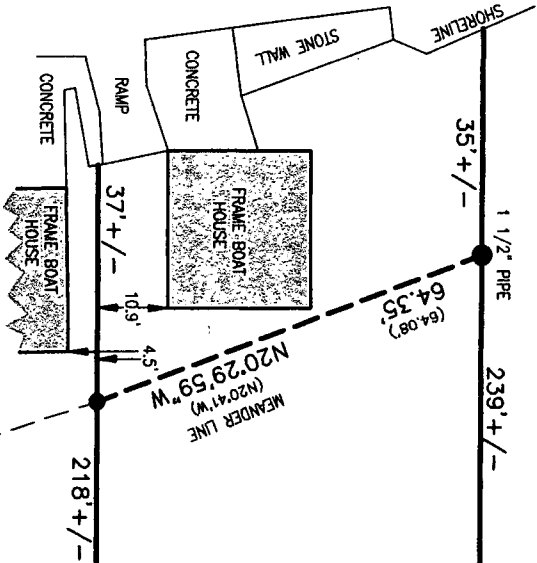 SHORELINE
STONE WALL
CONCRETE
RAMP
CONCRETE
35'+/-
1 1/2" PIPE
239'+/-
FRAME BOAT
HOUSE
37'+/-
10.9'
FRAME BOAT
HOUSE
4.5'
64.35'
(64.08')
N20°29'59"W
(N20°41'W)
MEANDER LINE
218'+/-